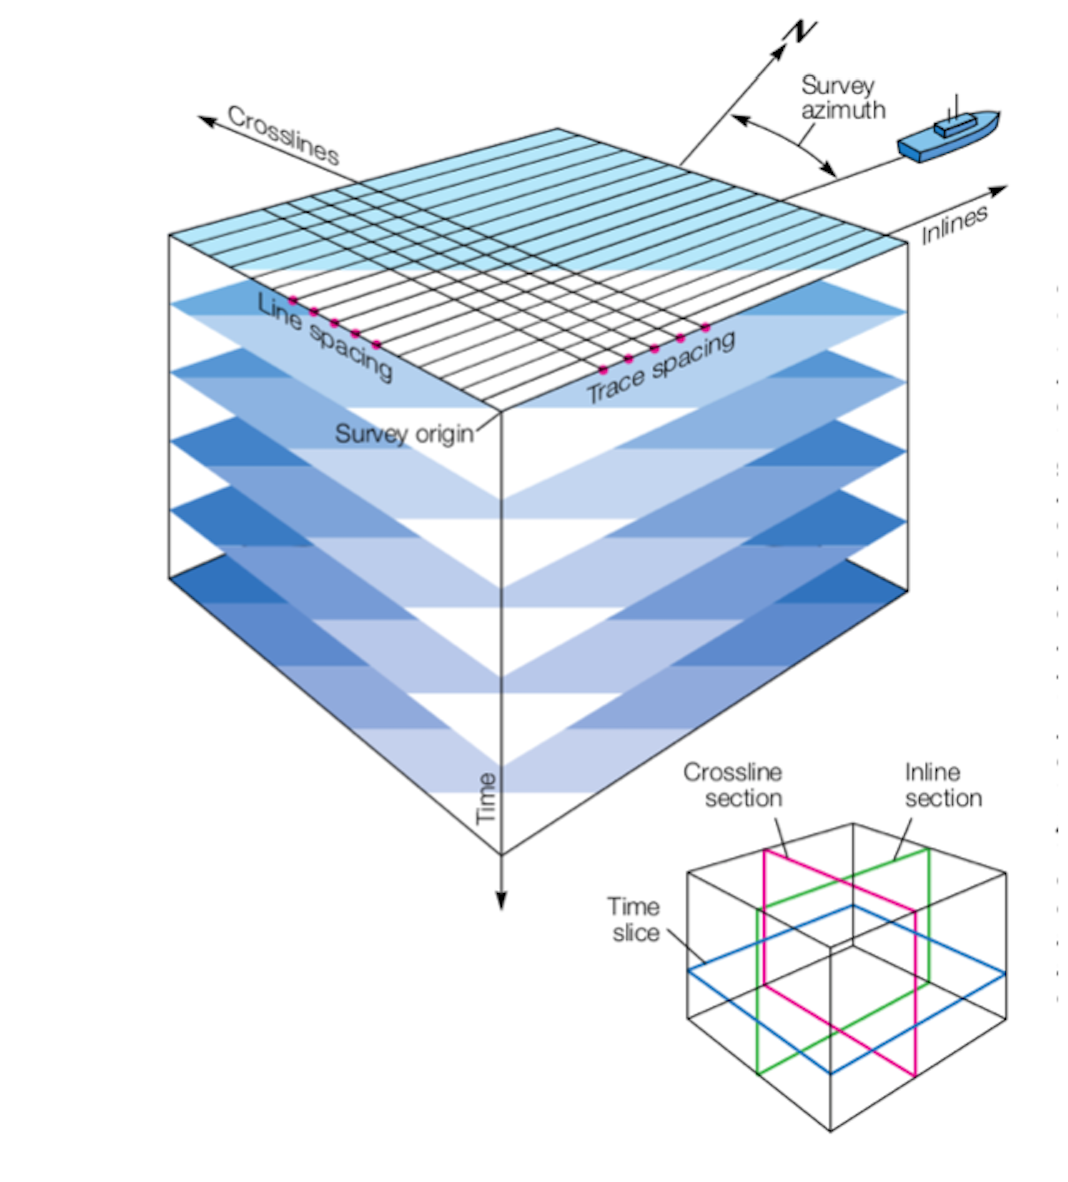 N
Survey
azimuth
Crosslines
Inlines
Line spacing
Trace spacing
Survey origin
Time
Crossline
section
Inline
section
Time
slice